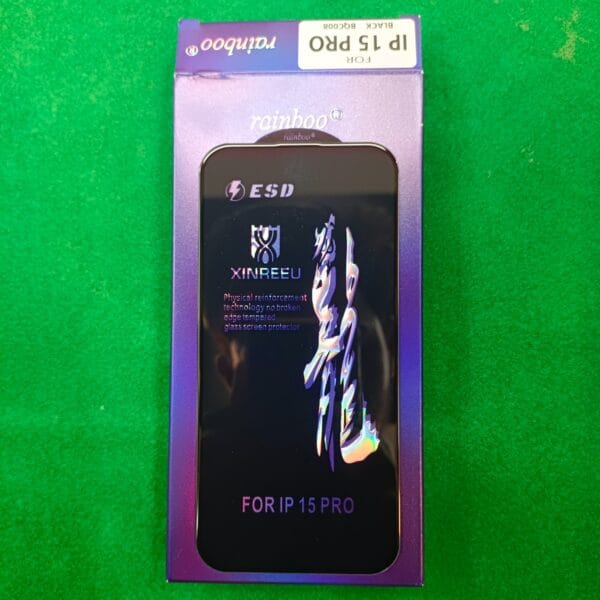 FOR
IP 15 PRO
BLACK BQC008
rainboo®
rainboo®
rainboo®
ESD
XINREEU
Physical reinforcement
technology no broken
edge tempered
glass screen protector
FOR IP 15 PRO